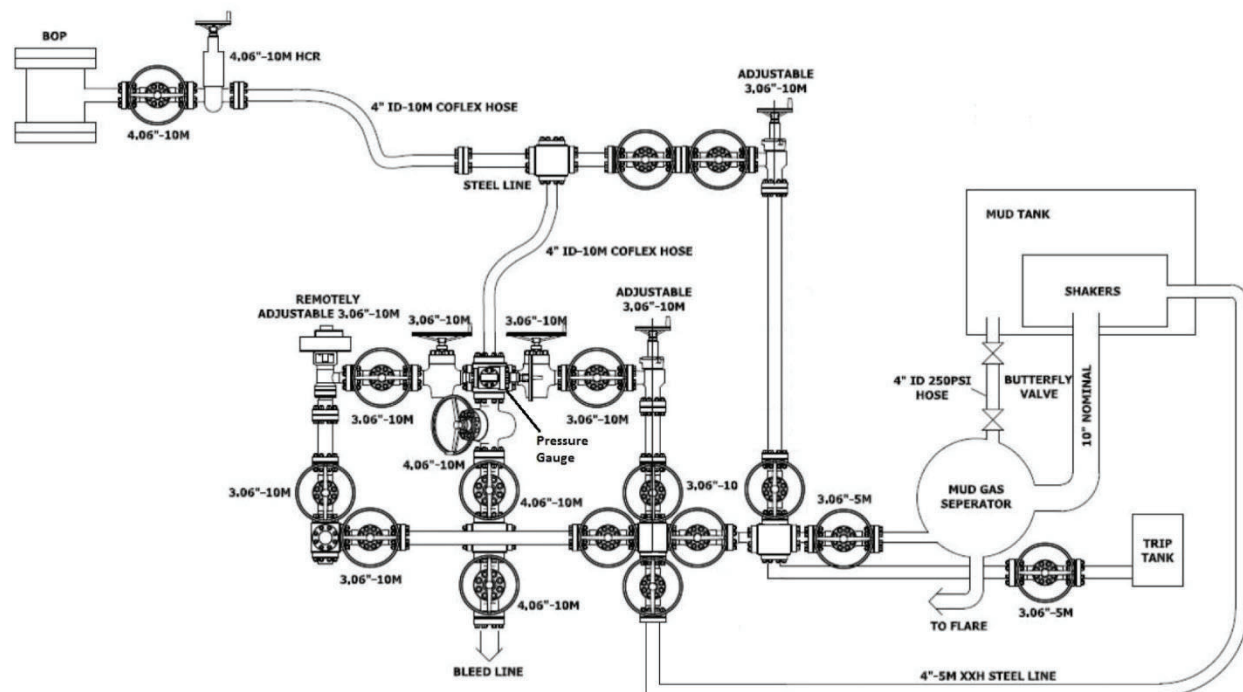 BOP
4,06"-10M HCR
4" ID-10M COFLEX HOSE
4.06"-10M
ADJUSTABLE
3,06"-10M
STEEL LINE
MUD TANK
4" ID-10M COFLEX HOSE
SHAKERS
REMOTELY
ADJUSTABLE 3.06"-10M
3,06"-10M
3.06"-10M
ADJUSTABLE
3,06"-10M
4" ID 250PSI
HOSE
BUTTERFLY
VALVE
10" NOMINAL
3.06"-10M
3.06"-10M
Pressure
Gauge
4,06"-10M
3.06"-10M
4.06"-10M
3,06"-10
3.06"-5M
MUD GAS
SEPERATOR
TRIP
TANK
3,06"-10M
4,06"-10M
3.06"-5M
TO FLARE
BLEED LINE
4"-5M XXH STEEL LINE